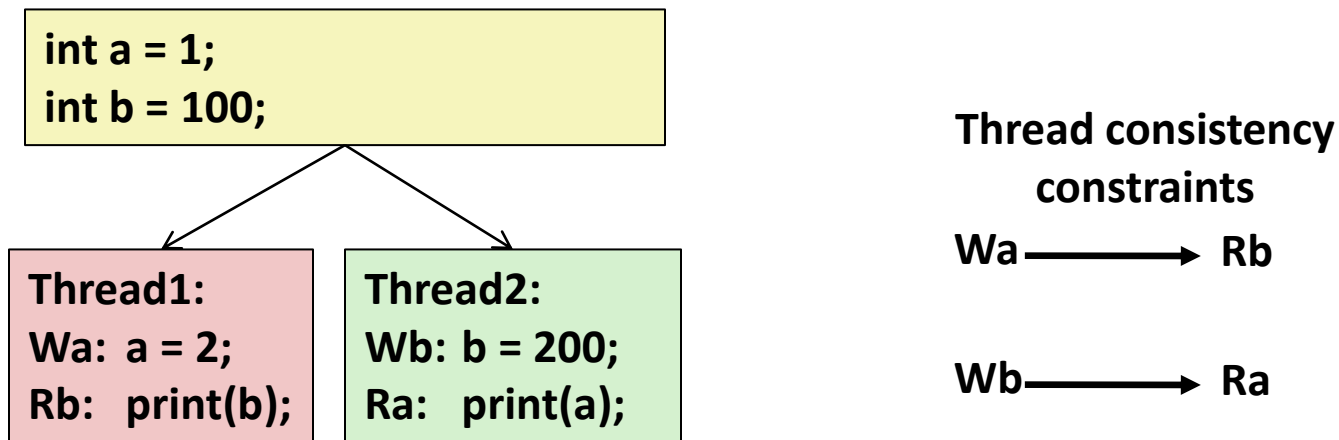 int a = 1;
int b = 100;
Thread1:
Wa: a = 2;
Rb: print(b);
Thread2:
Wb: b = 200;
Ra: print(a);
Thread consistency
constraints
Wa Rb
Wb Ra